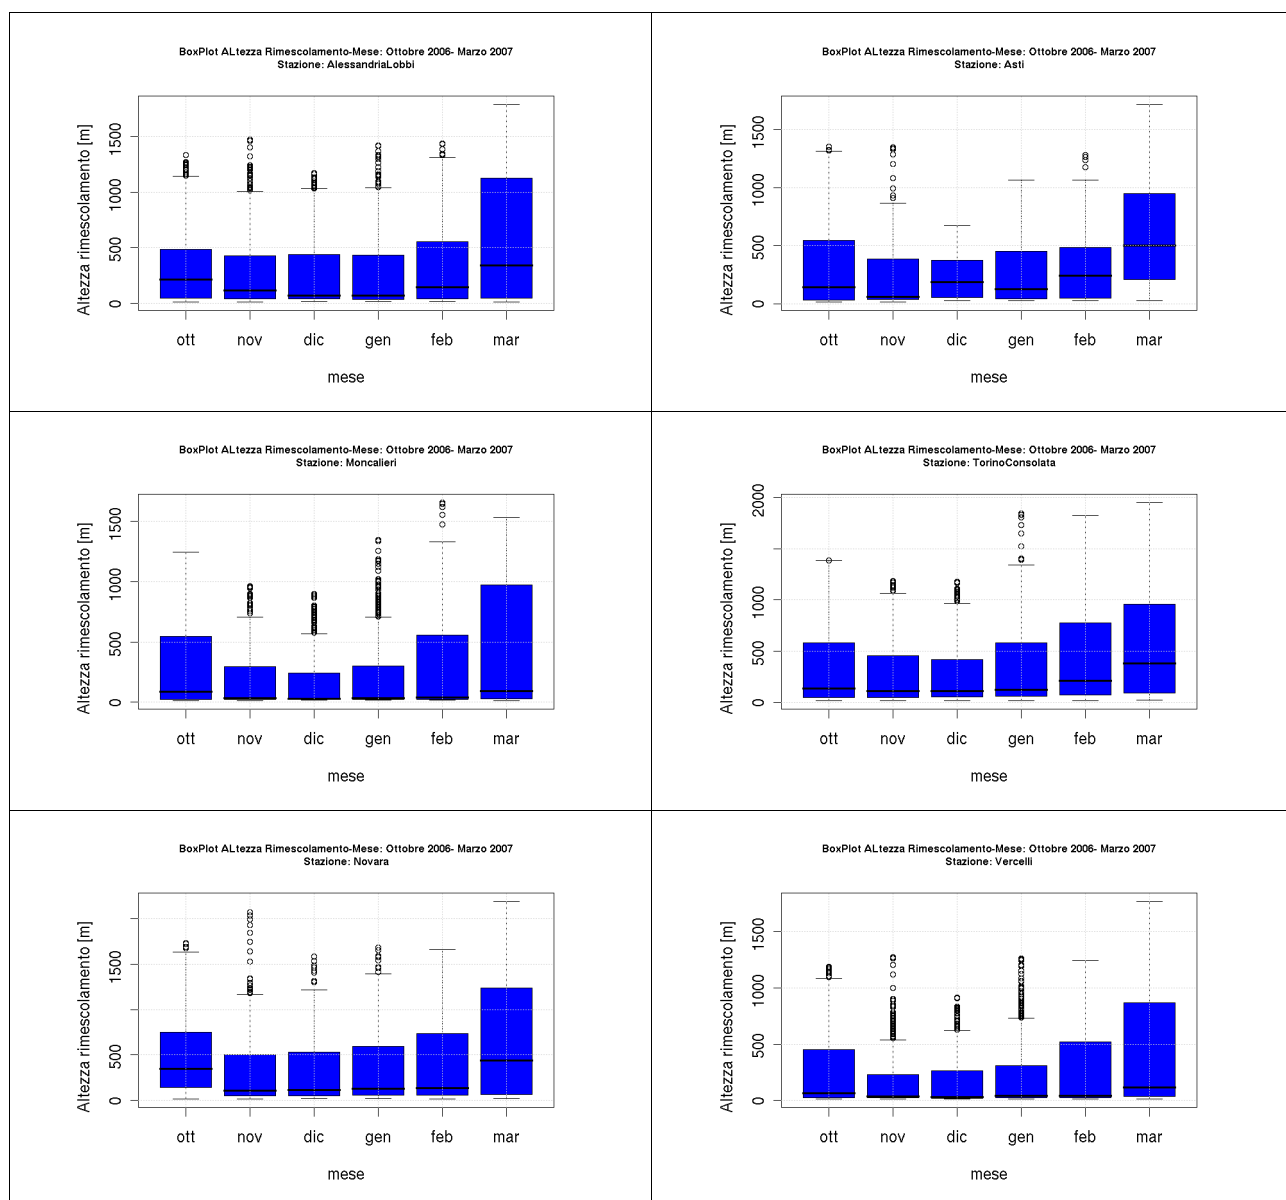 BoxPlot ALtezza Rimescolamento-Mese: Ottobre 2006- Marzo 2007
Stazione: AlessandriaLobbi
Altezza rimescolamento [m]
1500
1000
500
0
ott nov dic gen feb mar
mese
BoxPlot ALtezza Rimescolamento-Mese: Ottobre 2006- Marzo 2007
Stazione: Asti
Altezza rimescolamento [m]
1500
1000
500
0
ott nov dic gen feb mar
mese
BoxPlot ALtezza Rimescolamento-Mese: Ottobre 2006- Marzo 2007
Stazione: Moncalieri
Altezza rimescolamento [m]
1500
1000
500
0
ott nov dic gen feb mar
mese
BoxPlot ALtezza Rimescolamento-Mese: Ottobre 2006- Marzo 2007
Stazione: TorinoConsolata
Altezza rimescolamento [m]
2000
1000
500
0
ott nov dic gen feb mar
mese
BoxPlot ALtezza Rimescolamento-Mese: Ottobre 2006- Marzo 2007
Stazione: Novara
Altezza rimescolamento [m]
1500
500
0
ott nov dic gen feb mar
mese
BoxPlot ALtezza Rimescolamento-Mese: Ottobre 2006- Marzo 2007
Stazione: Vercelli
Altezza rimescolamento [m]
1500
1000
500
0
ott nov dic gen feb mar
mese